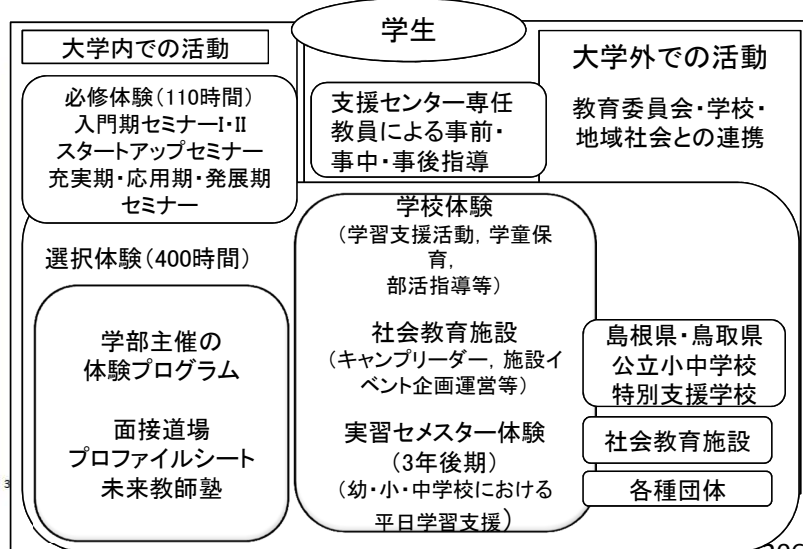 学生
大学内での活動
必修体験（110時間）
入門期セミナーⅠ・Ⅱ
スタートアップセミナー
充実期・応用期・発展期
セミナー
選択体験（400時間）
学部主催の
体験プログラム
面接道場
プロファイルシート
未来教師塾
支援センター専任
教員による事前・
事中・事後指導
学校体験
（学習支援活動，学童保
育，
部活指導等）
社会教育施設
（キャンプリーダー，施設イ
ベント企画運営等）
実習セメスター体験
（3年後期）
（幼・小・中学校における
平日学習支援）
大学外での活動
教育委員会・学校・
地域社会との連携
島根県・鳥取県
公立小中学校
特別支援学校
社会教育施設
各種団体
3